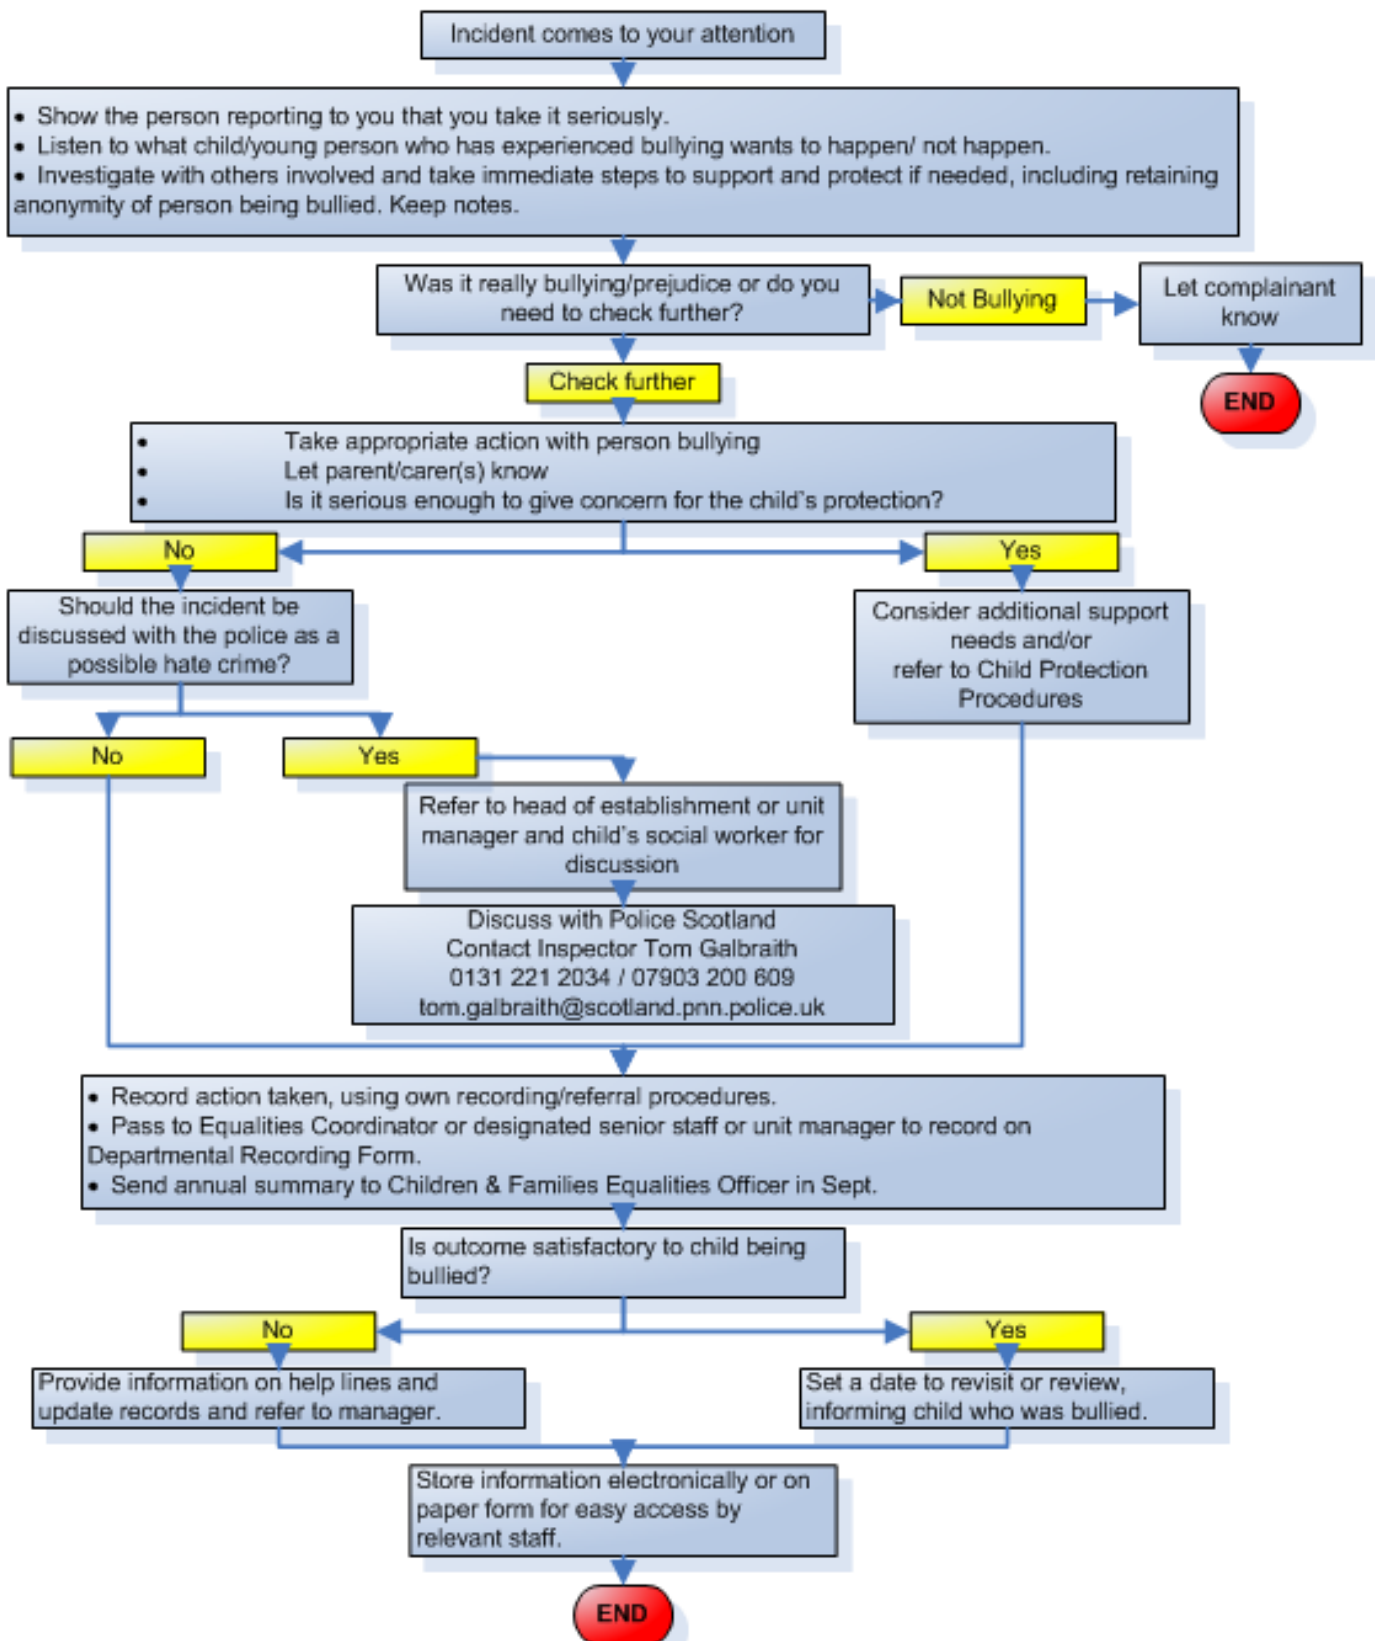 Incident comes to your attention
• Show the person reporting to you that you take it seriously.
• Listen to what child/young person who has experienced bullying wants to happen/ not happen.
• Investigate with others involved and take immediate steps to support and protect if needed, including retaining
anonymity of person being bullied. Keep notes.
Was it really bullying/prejudice or do you
need to check further?
Not Bullying
Let complainant
know
END
Check further
• Take appropriate action with person bullying
• Let parent/carer(s) know
• Is it serious enough to give concern for the child's protection?
No
Yes
Should the incident be
discussed with the police as a
possible hate crime?
Consider additional support
needs and/or
refer to Child Protection
Procedures
No
Yes
Refer to head of establishment or unit
manager and child's social worker for
discussion
Discuss with Police Scotland
Contact Inspector Tom Galbraith
0131 221 2034 / 07903 200 609
tom.galbraith@scotland.pnn.police.uk
• Record action taken, using own recording/referral procedures.
• Pass to Equalities Coordinator or designated senior staff or unit manager to record on
Departmental Recording Form.
• Send annual summary to Children & Families Equalities Officer in Sept.
Is outcome satisfactory to child being
bullied?
No
Yes
Provide information on help lines and
update records and refer to manager.
Set a date to revisit or review,
informing child who was bullied.
Store information electronically or on
paper form for easy access by
relevant staff.
END